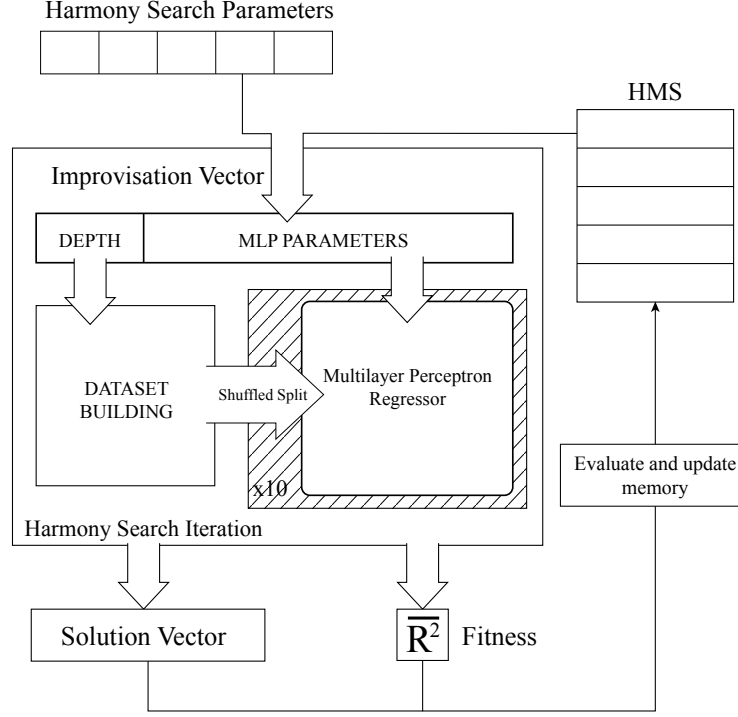 Harmony Search Parameters
HMS
Improvisation Vector
DEPTH
MLP PARAMETERS
DATASET
BUILDING
Shuffled Split
Multilayer Perceptron
Regressor
x10
Evaluate and update
memory
Harmony Search Iteration
Solution Vector
R̅²
Fitness